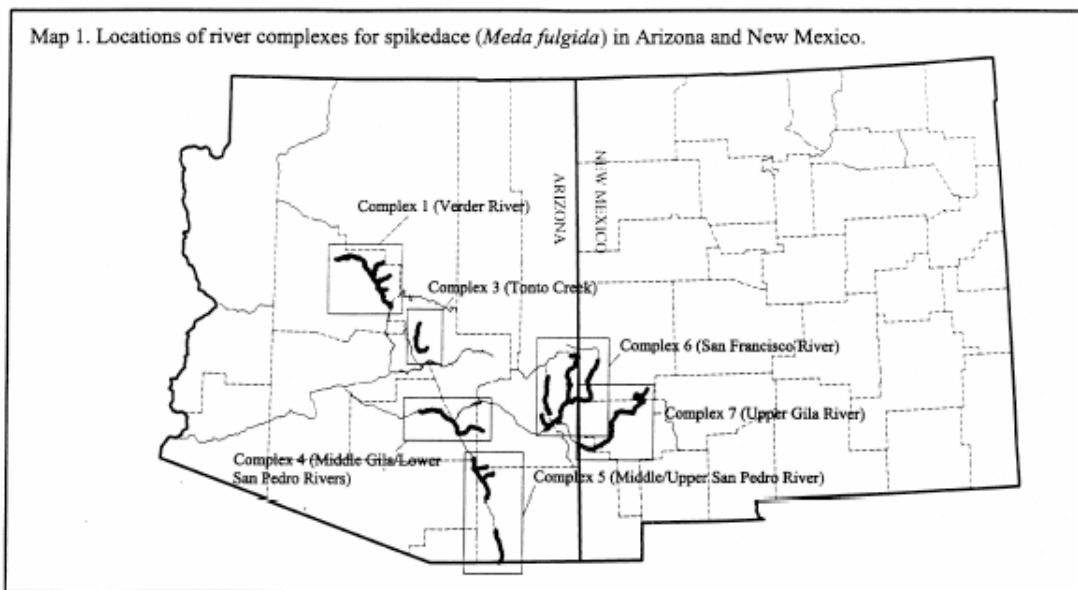 Map 1. Locations of river complexes for spikedace (Meda fulgida) in Arizona and New Mexico.
ARIZONA
NEW MEXICO
Complex 1 (Verder River)
Complex 3 (Tonto Creek)
Complex 6 (San Francisco River)
Complex 7 (Upper Gila River)
Complex 4 (Middle Gila/Lower
San Pedro Rivers)
Complex 5 (Middle/Upper San Pedro River)